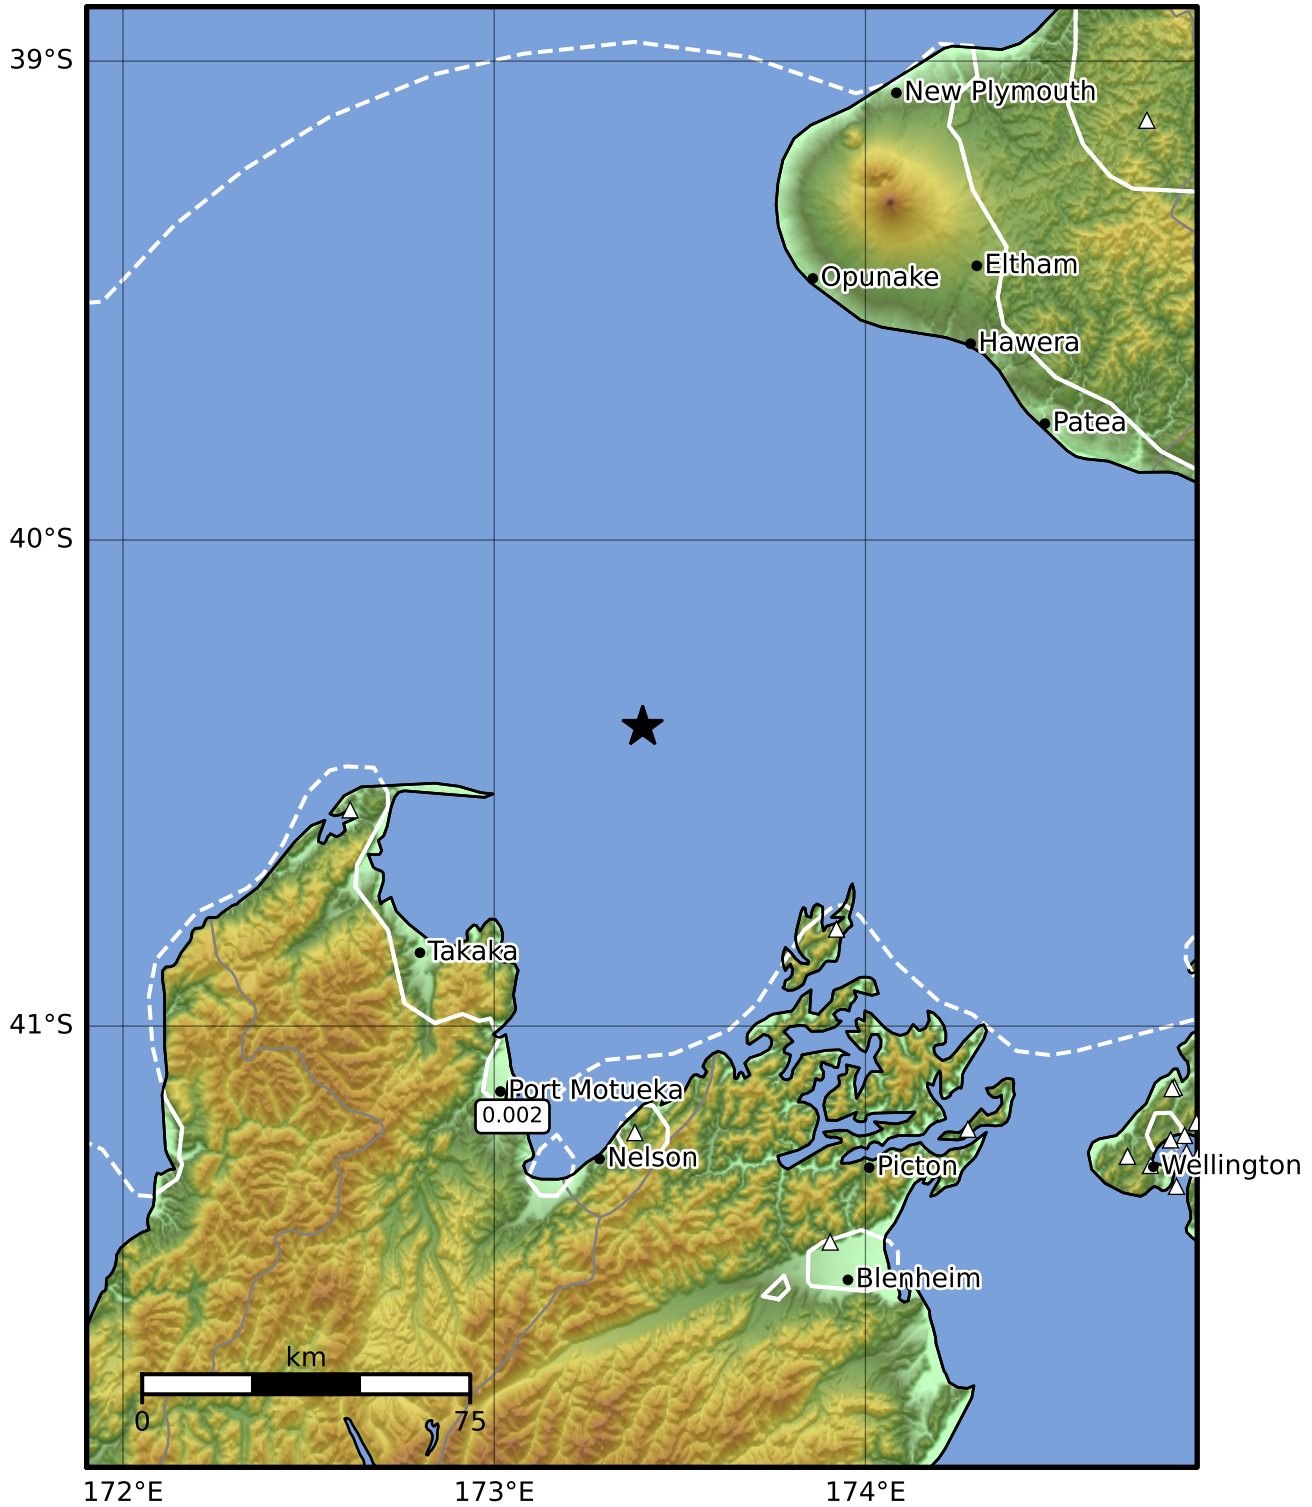 39°S
New Plymouth
Eltham
Opunake
Hawera
Patea
40°S
Takaka
41°S
Port Motueka
0.002
Nelson
Picton
Wellington
Blenheim
km
0
75
172°E
173°E
174°E